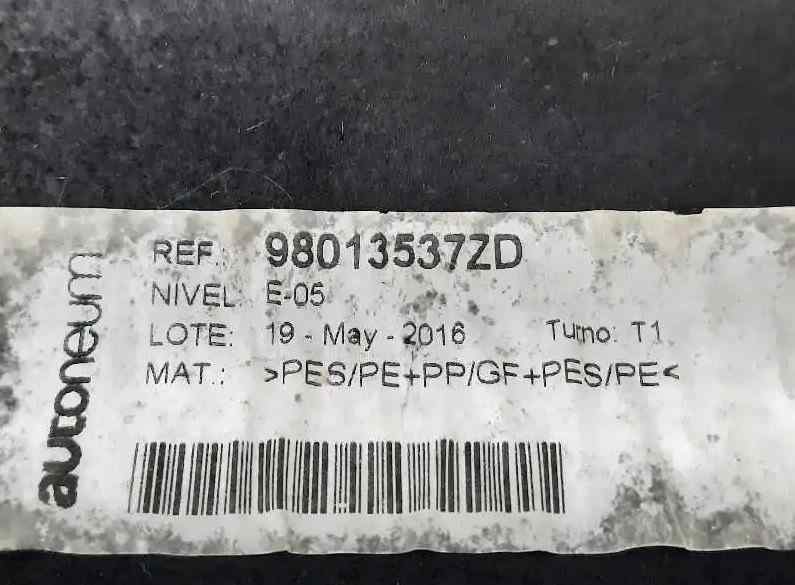 autoneum
REF.: 98013537ZD
NIVEL E-05
LOTE: 19 - May - 2016 Turno: T1
MAT.: >PES/PE+PP/GF+PES/PE<